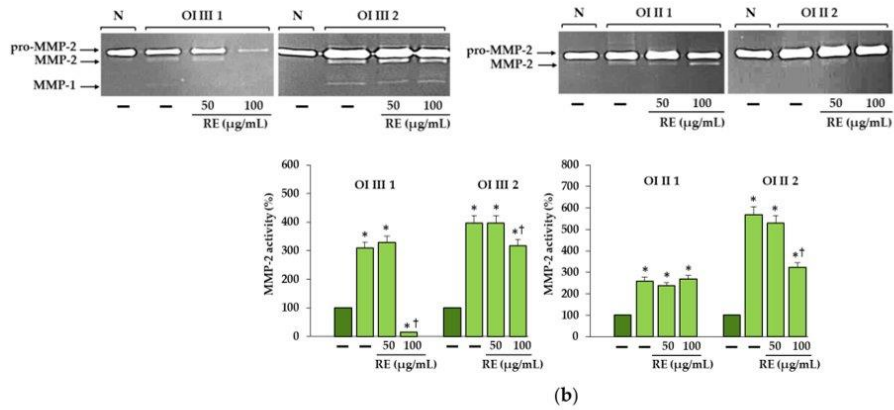 N OI III 1 N OI III 2 N OI II 1 N OI II 2
pro-MMP-2 pro-MMP-2
MMP-2 MMP-2
MMP-1
– – 50 100 – – 50 100 – – 50 100 – – 50 100
RE (μg/mL) RE (μg/mL) RE (μg/mL) RE (μg/mL)
MMP-2 activity (%)
600
500
400
300
200
100
0
OI III 1 OI III 2
* * *† * * *†
– – 50 100 – – 50 100
RE (μg/mL) RE (μg/mL)
MMP-2 activity (%)
800
700
600
500
400
300
200
100
0
OI II 1 OI II 2
* * * * * *†
– – 50 100 – – 50 100
RE (μg/mL) RE (μg/mL)
(b)